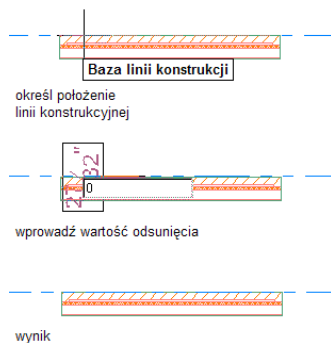 Baza linii konstrukcji
określ położenie
linii konstrukcyjnej
0
wprowadź wartość odsunięcia
wynik